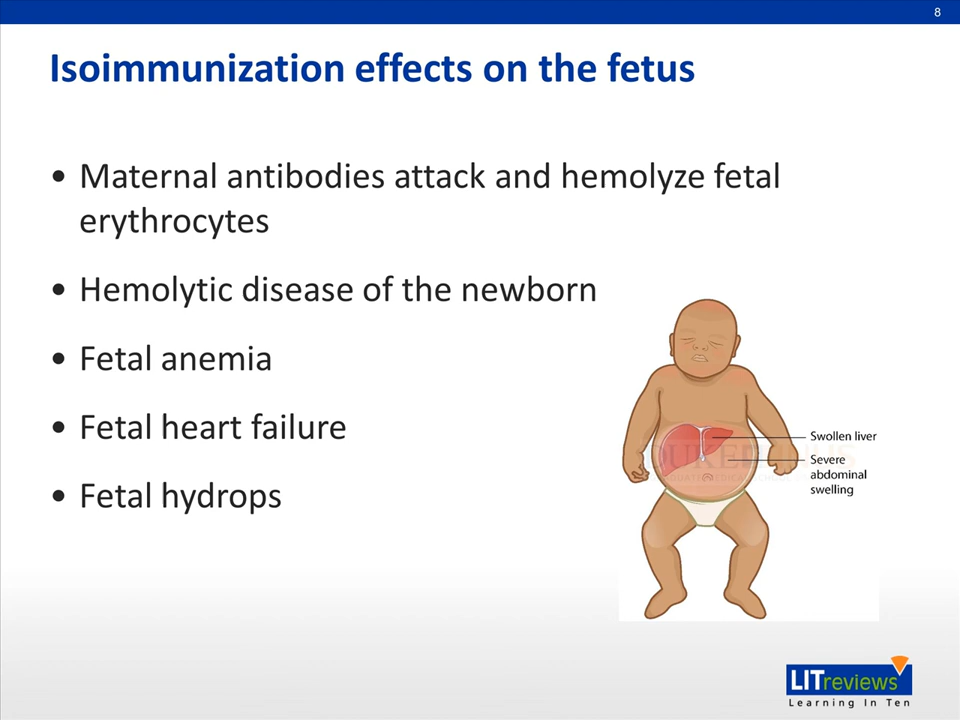 8
Isoimmunization effects on the fetus
• Maternal antibodies attack and hemolyze fetal
erythrocytes
• Hemolytic disease of the newborn
• Fetal anemia
• Fetal heart failure
• Fetal hydrops
Swollen liver
Severe
abdominal
swelling
LITreviews
Learning In Ten